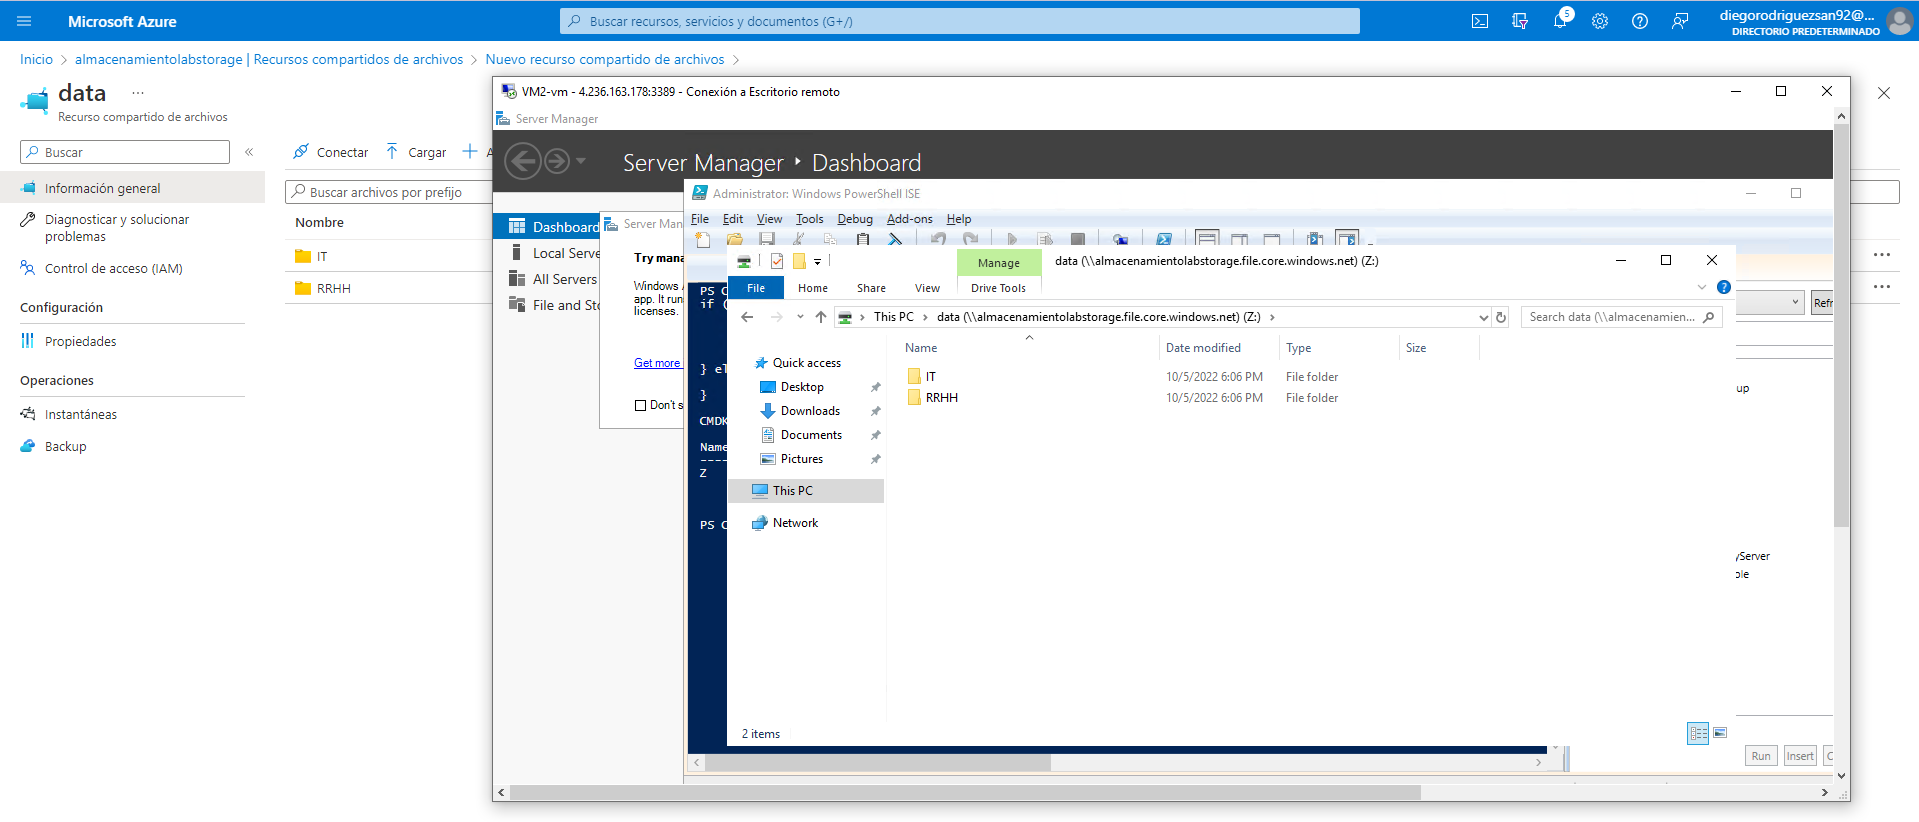 Microsoft Azure
Buscar recursos, servicios y documentos (G+/)
5
diegorodriguezsan92@...
DIRECTORIO PREDETERMINADO
Inicio > almacenamientolabstorage | Recursos compartidos de archivos > Nuevo recurso compartido de archivos >
data ...
Recurso compartido de archivos
Buscar
«
Información general
Diagnosticar y solucionar
problemas
Control de acceso (IAM)
Configuración
Propiedades
Operaciones
Instantáneas
Backup
Conectar
Cargar
Buscar archivos por prefijo
Nombre
IT
RRHH
VM2-vm - 4.236.163.178:3389 - Conexión a Escritorio remoto
Server Manager
Server Manager ‣ Dashboard
Dashboard
Local Serve
All Servers
File and Sto
Server Man
Try mana
Windows A
app. It run
licenses.
Get more
Don't s
Administrator: Windows PowerShell ISE
File Edit View Tools Debug Add-ons Help
PS C
if (
} el
}
CMDK
Name
----
Z
PS C
Manage
data (\\almacenamientolabstorage.file.core.windows.net) (Z:)
File Home Share View Drive Tools
This PC > data (\\almacenamientolabstorage.file.core.windows.net) (Z:) >
Search data (\\almacenamien...
Quick access
Desktop
Downloads
Documents
Pictures
This PC
Network
Name Date modified Type Size
IT 10/5/2022 6:06 PM File folder
RRHH 10/5/2022 6:06 PM File folder
2 items
Refr
up
yServer
ole
Run Insert C